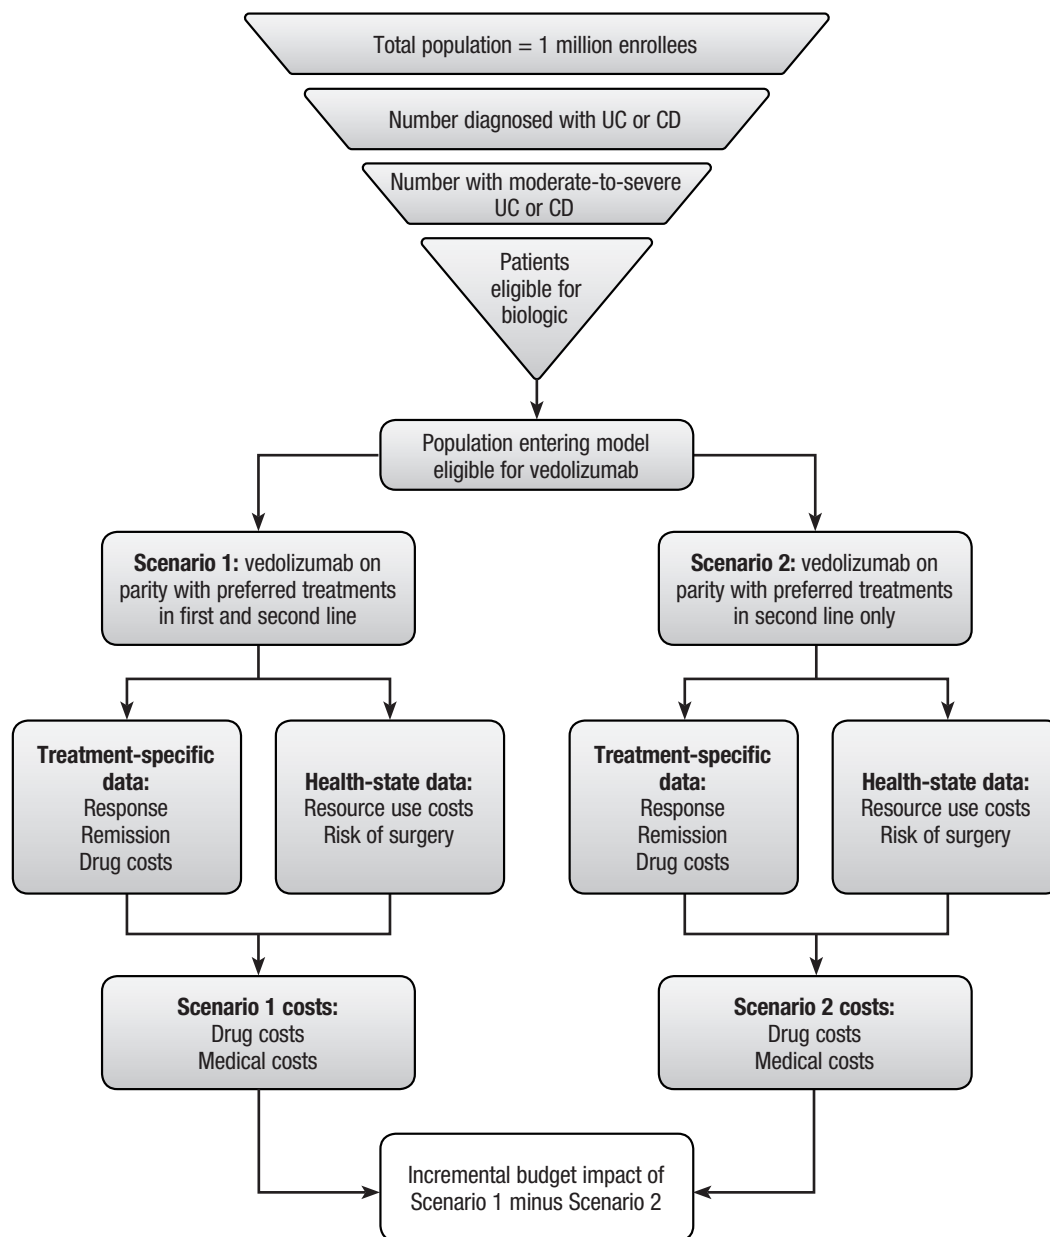 Total population = 1 million enrollees
Number diagnosed with UC or CD
Number with moderate-to-severe
UC or CD
Patients
eligible for
biologic
Population entering model
eligible for vedolizumab
Scenario 1: vedolizumab on
parity with preferred treatments
in first and second line
Scenario 2: vedolizumab on
parity with preferred treatments
in second line only
Treatment-specific
data:
Response
Remission
Drug costs
Health-state data:
Resource use costs
Risk of surgery
Treatment-specific
data:
Response
Remission
Drug costs
Health-state data:
Resource use costs
Risk of surgery
Scenario 1 costs:
Drug costs
Medical costs
Scenario 2 costs:
Drug costs
Medical costs
Incremental budget impact of
Scenario 1 minus Scenario 2